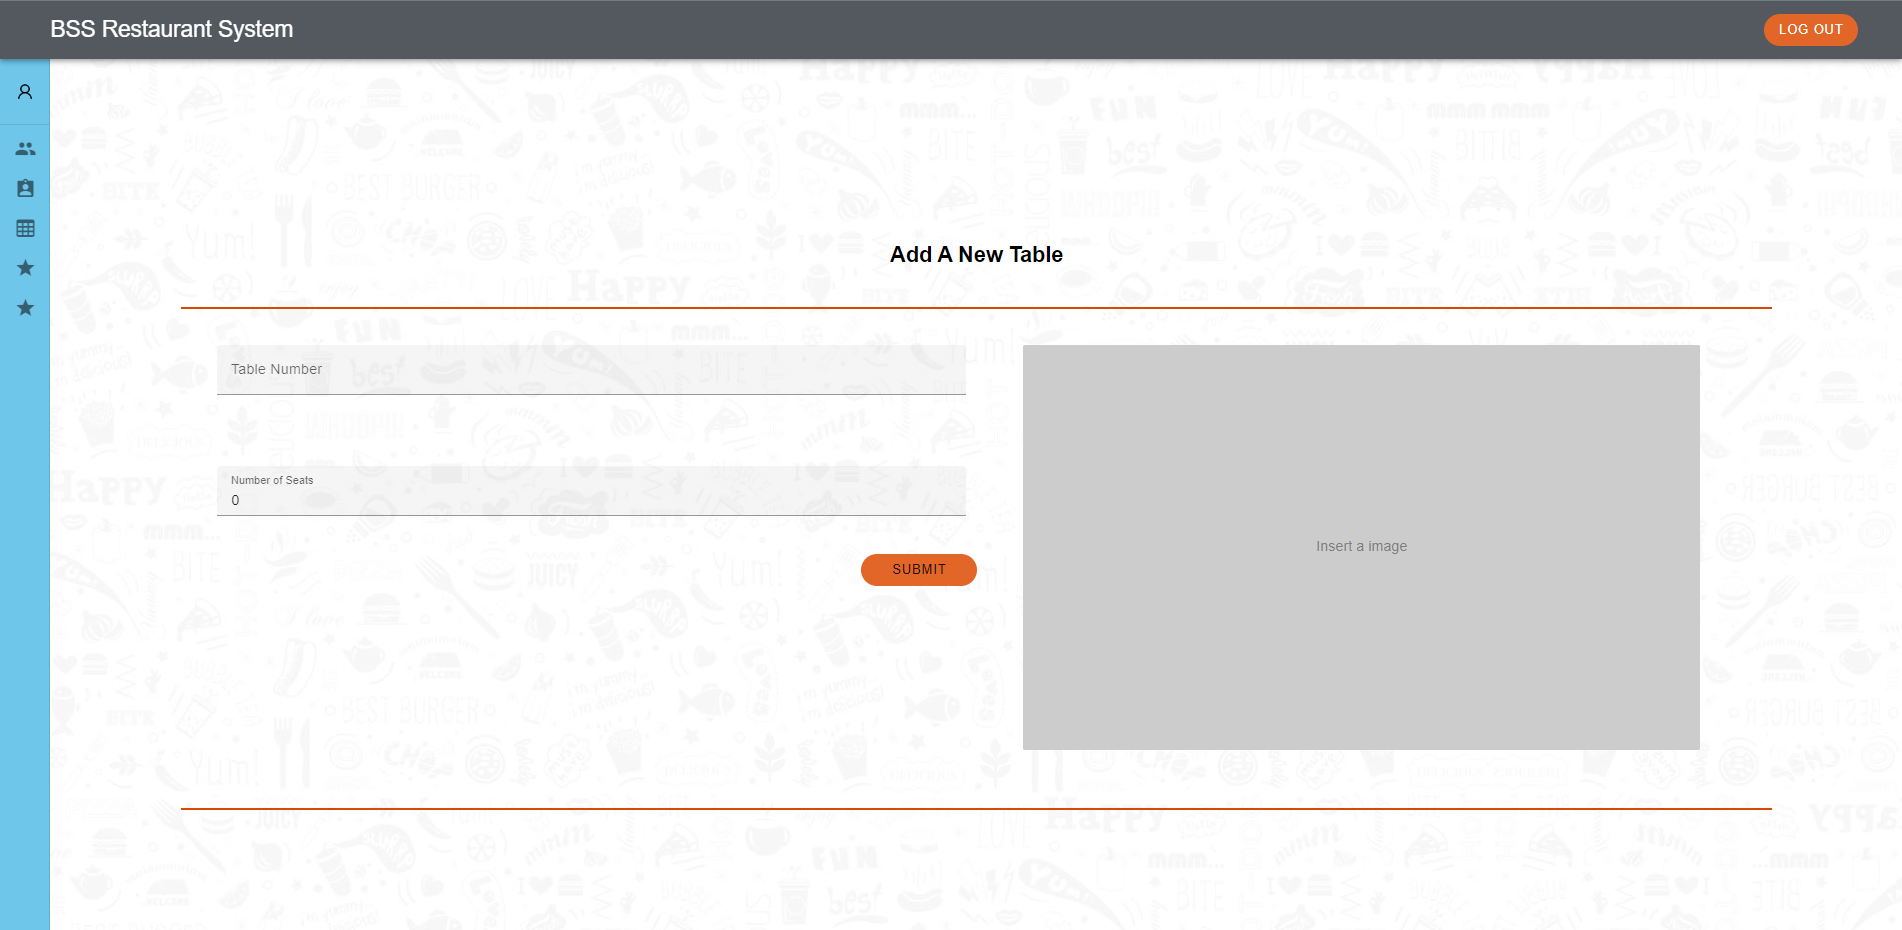 BSS Restaurant System
LOG OUT
Add A New Table
Table Number
Number of Seats
0
SUBMIT
Insert a image